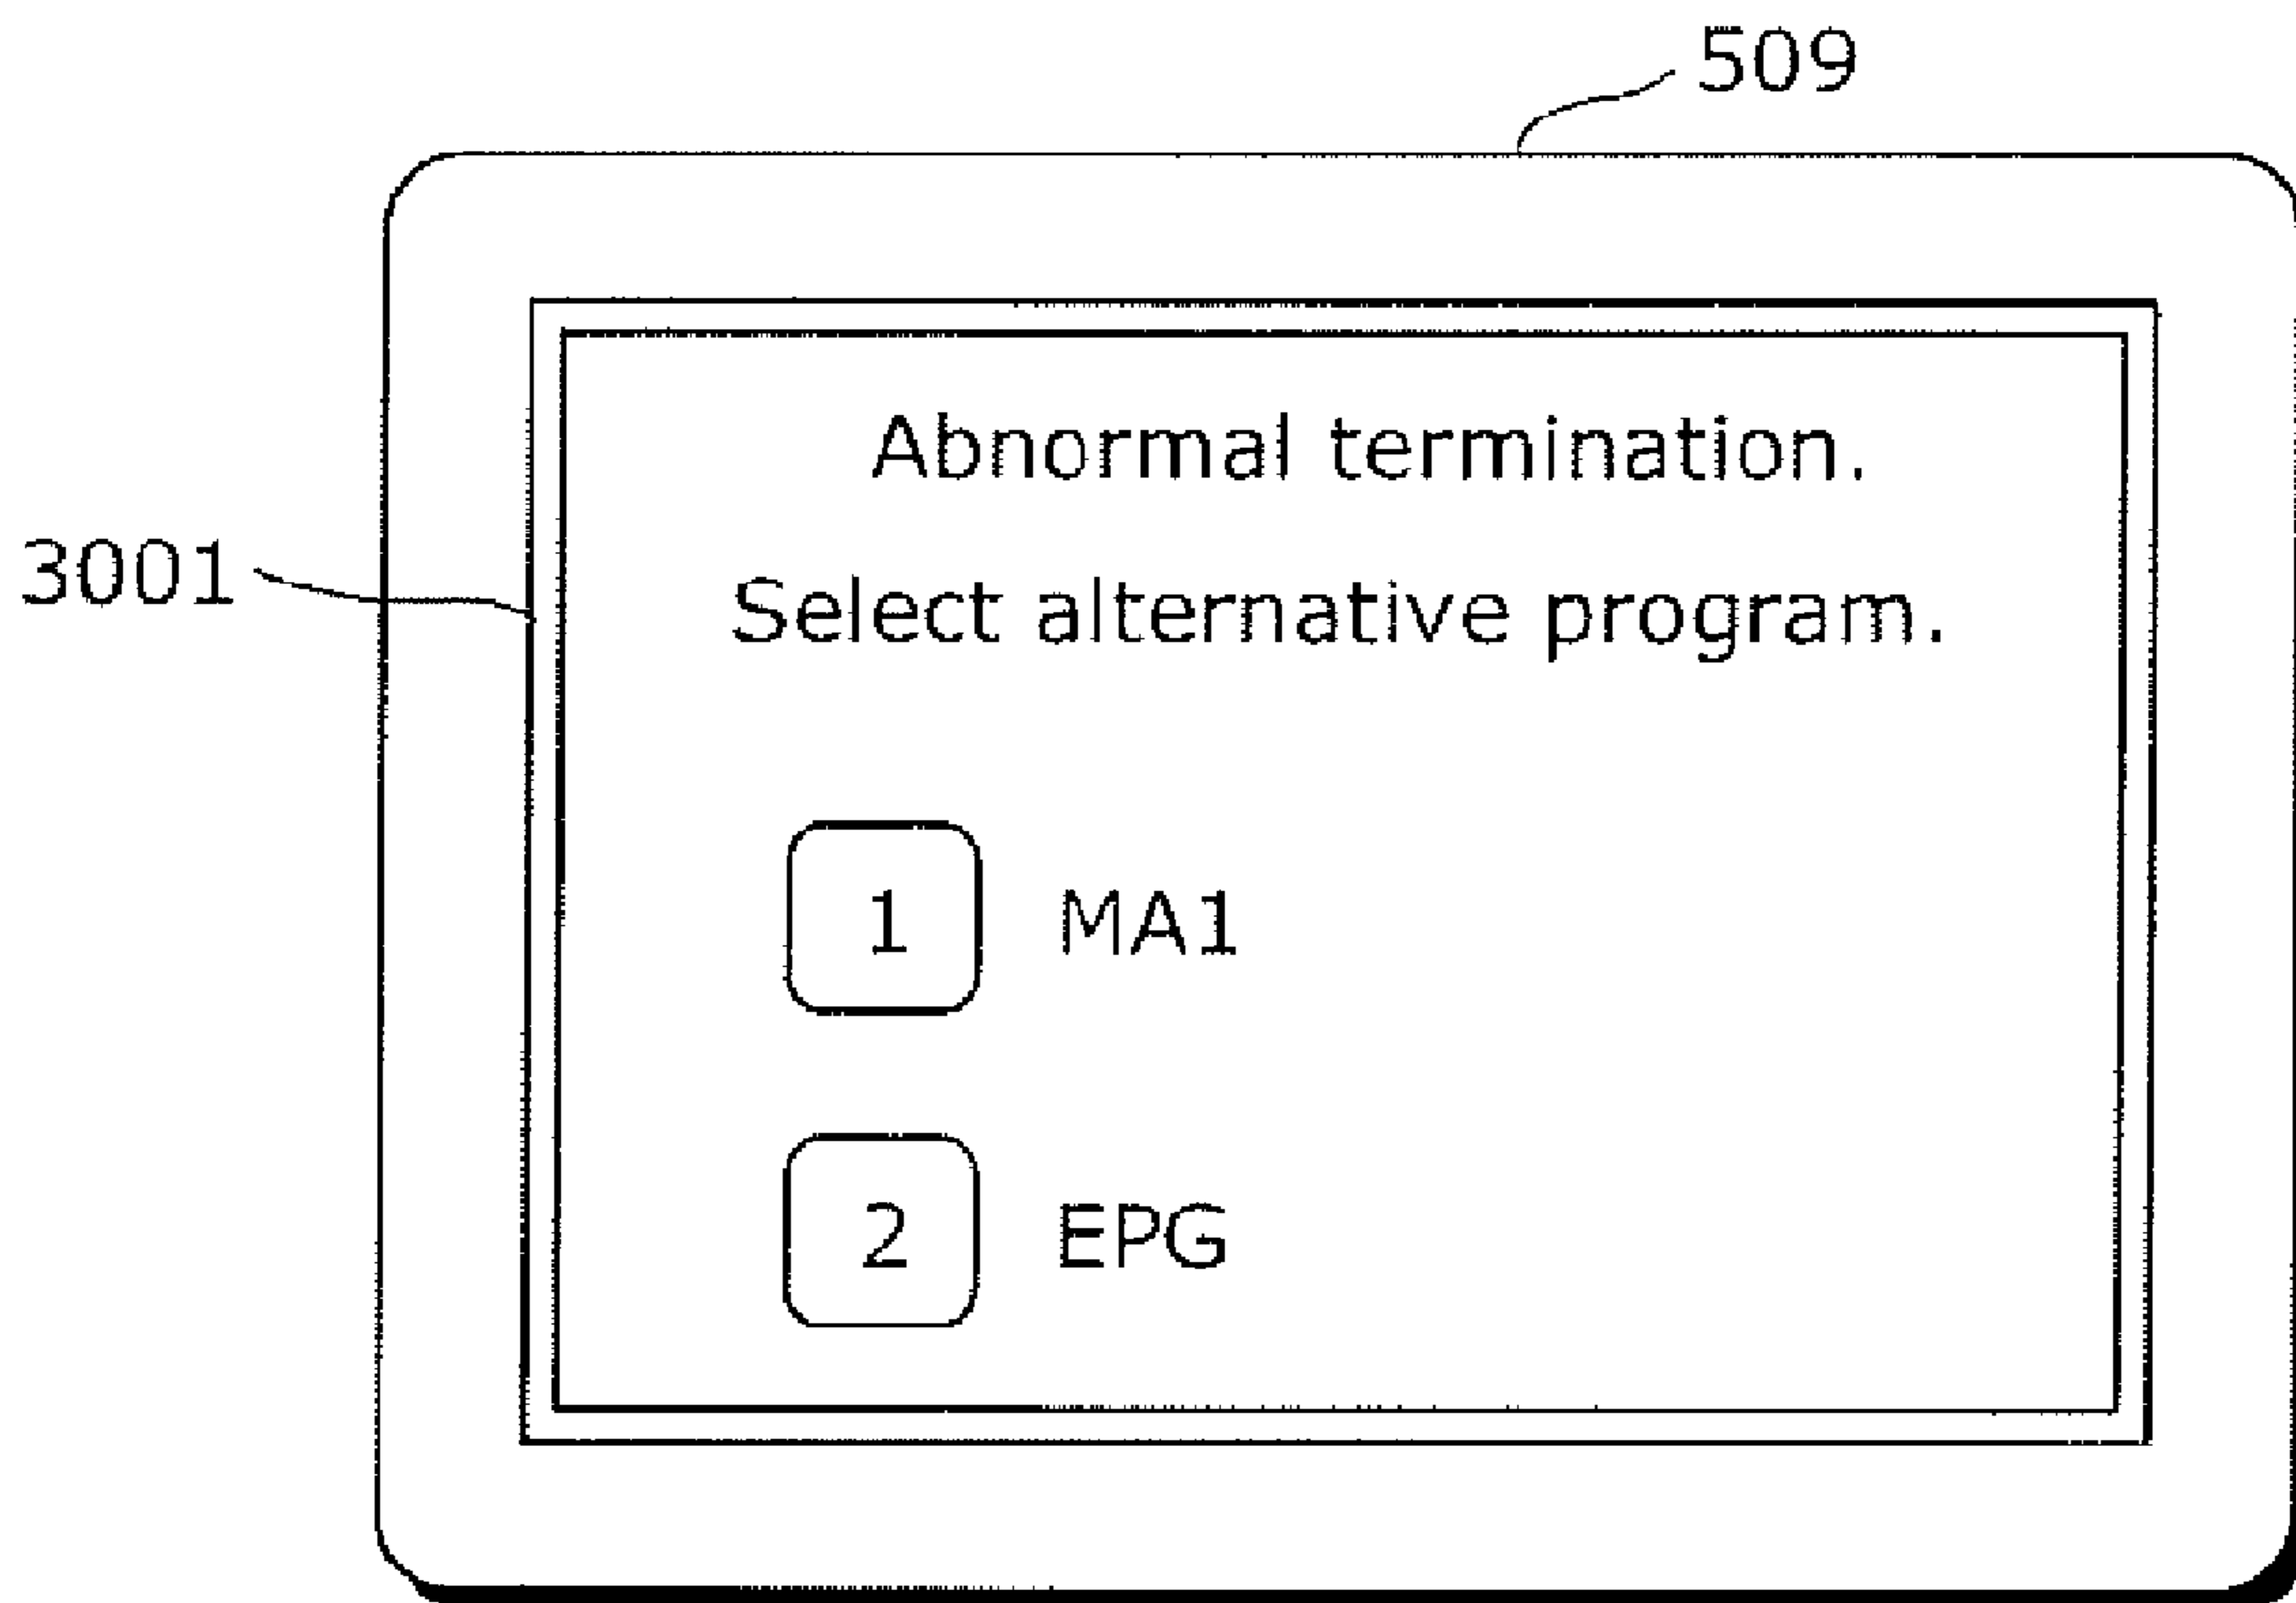 509
Abnormal termination.
3001
Select alternative program.
1 MA1
2 EPG